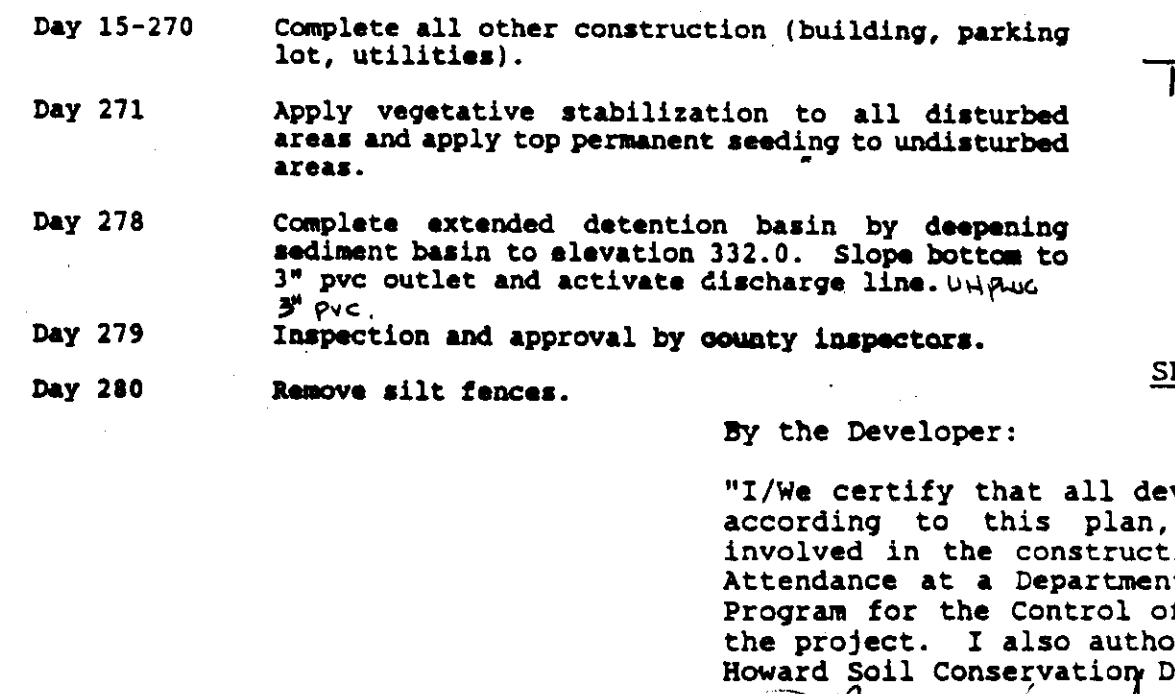 Day 15-270 Complete all other construction (building, parking
lot, utilities).
Day 271 Apply vegetative stabilization to all disturbed
areas and apply top permanent seeding to undisturbed
areas.
Day 278 Complete extended detention basin by deepening
sediment basin to elevation 332.0. Slope bottom to
3" pvc outlet and activate discharge line. UNPLUG
3" PVC.
Day 279 Inspection and approval by county inspectors.
Day 280 Remove silt fences.
By the Developer:
"I/We certify that all dev
according to this plan,
involved in the construct
Attendance at a Department
Program for the Control of
the project. I also autho
Howard Soil Conservation D